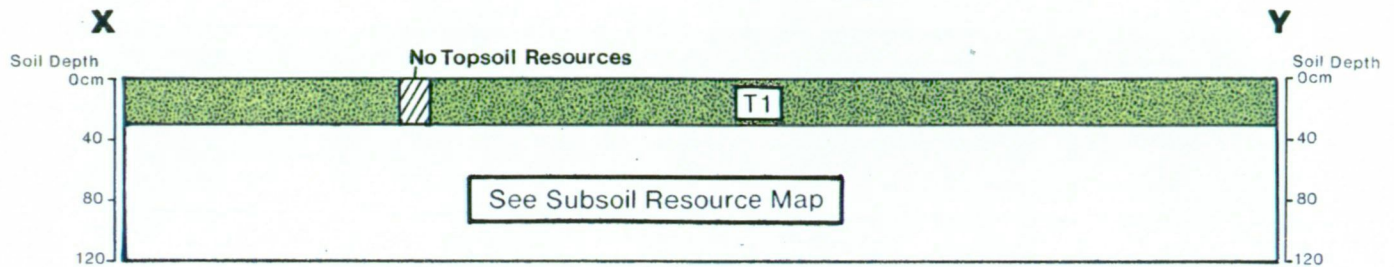 X
Y
Soil Depth
No Topsoil Resources
Soil Depth
0cm
T1
0cm
40
40
See Subsoil Resource Map
80
80
120
120